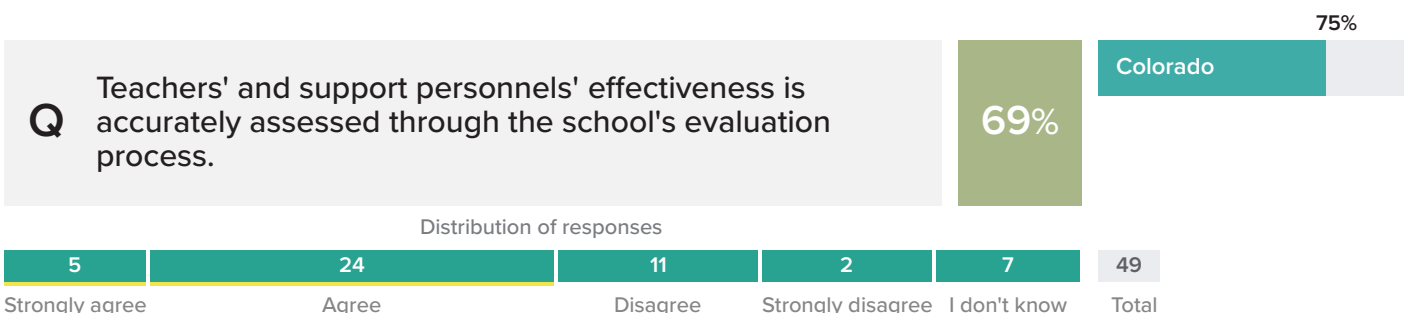 75%
Q
Teachers' and support personnels' effectiveness is
accurately assessed through the school's evaluation
process.
69%
Colorado
Distribution of responses
5 24 11 2 7 49
Strongly agree Agree Disagree Strongly disagree I don't know Total